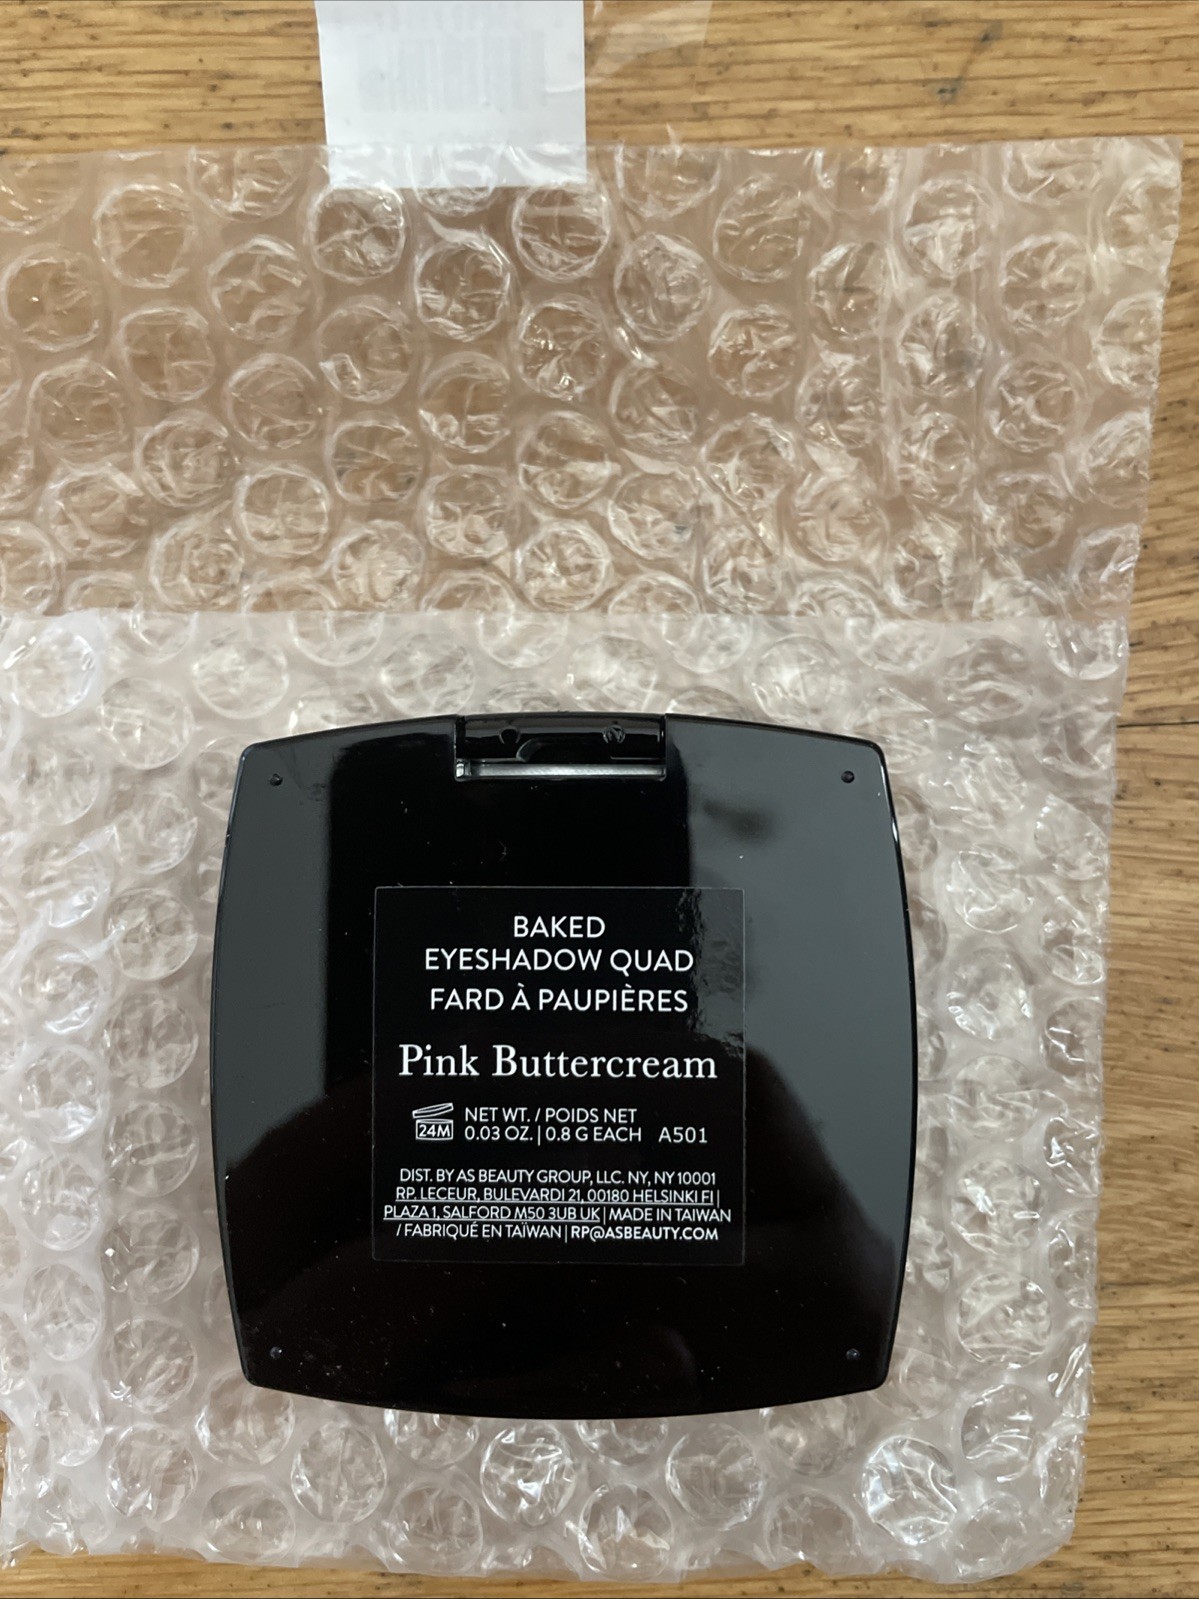 BAKED
EYESHADOW QUAD
FARD À PAUPIÈRES
Pink Buttercream
24M
NET WT. / POIDS NET
0.03 OZ. | 0.8 G EACH A501
DIST. BY AS BEAUTY GROUP, LLC. NY, NY 10001
RP. LECEUR, BULEVARDI 21, 00180 HELSINKI FI |
PLAZA 1, SALFORD M50 3UB UK | MADE IN TAIWAN
/ FABRIQUÉ EN TAÏWAN | RP@ASBEAUTY.COM